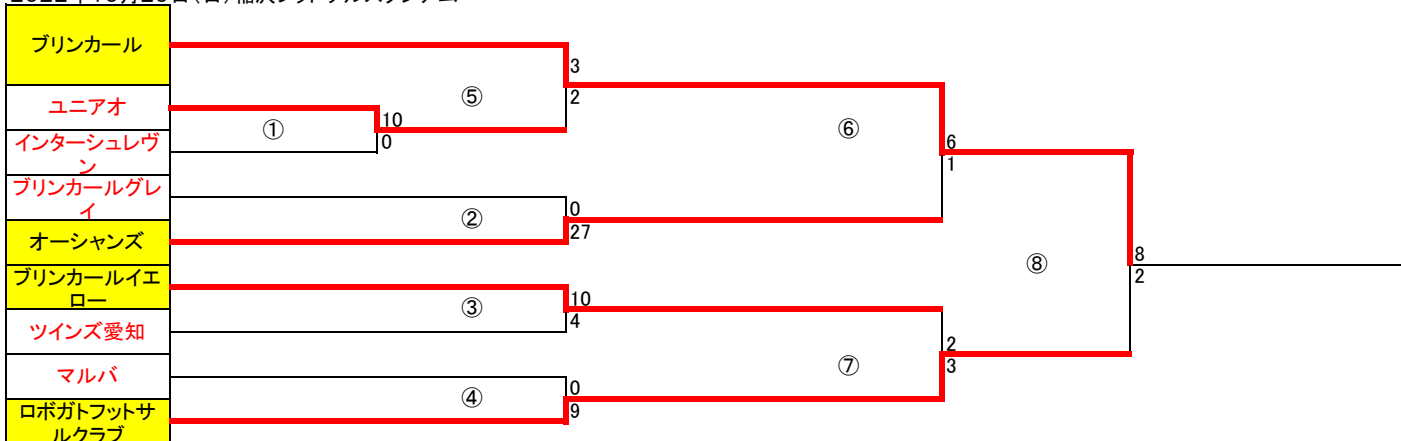 ブリンカール
3
⑤
2
ユニアオ
10
①
⑥
0
6
インターシュレヴ
ン
1
ブリンカールグレ
イ
0
②
27
オーシャンズ
8
⑧
2
ブリンカールイエ
ロー
10
③
4
ツインズ愛知
2
マルバ
⑦
3
0
④
9
ロボガトフットサ
ルクラブ